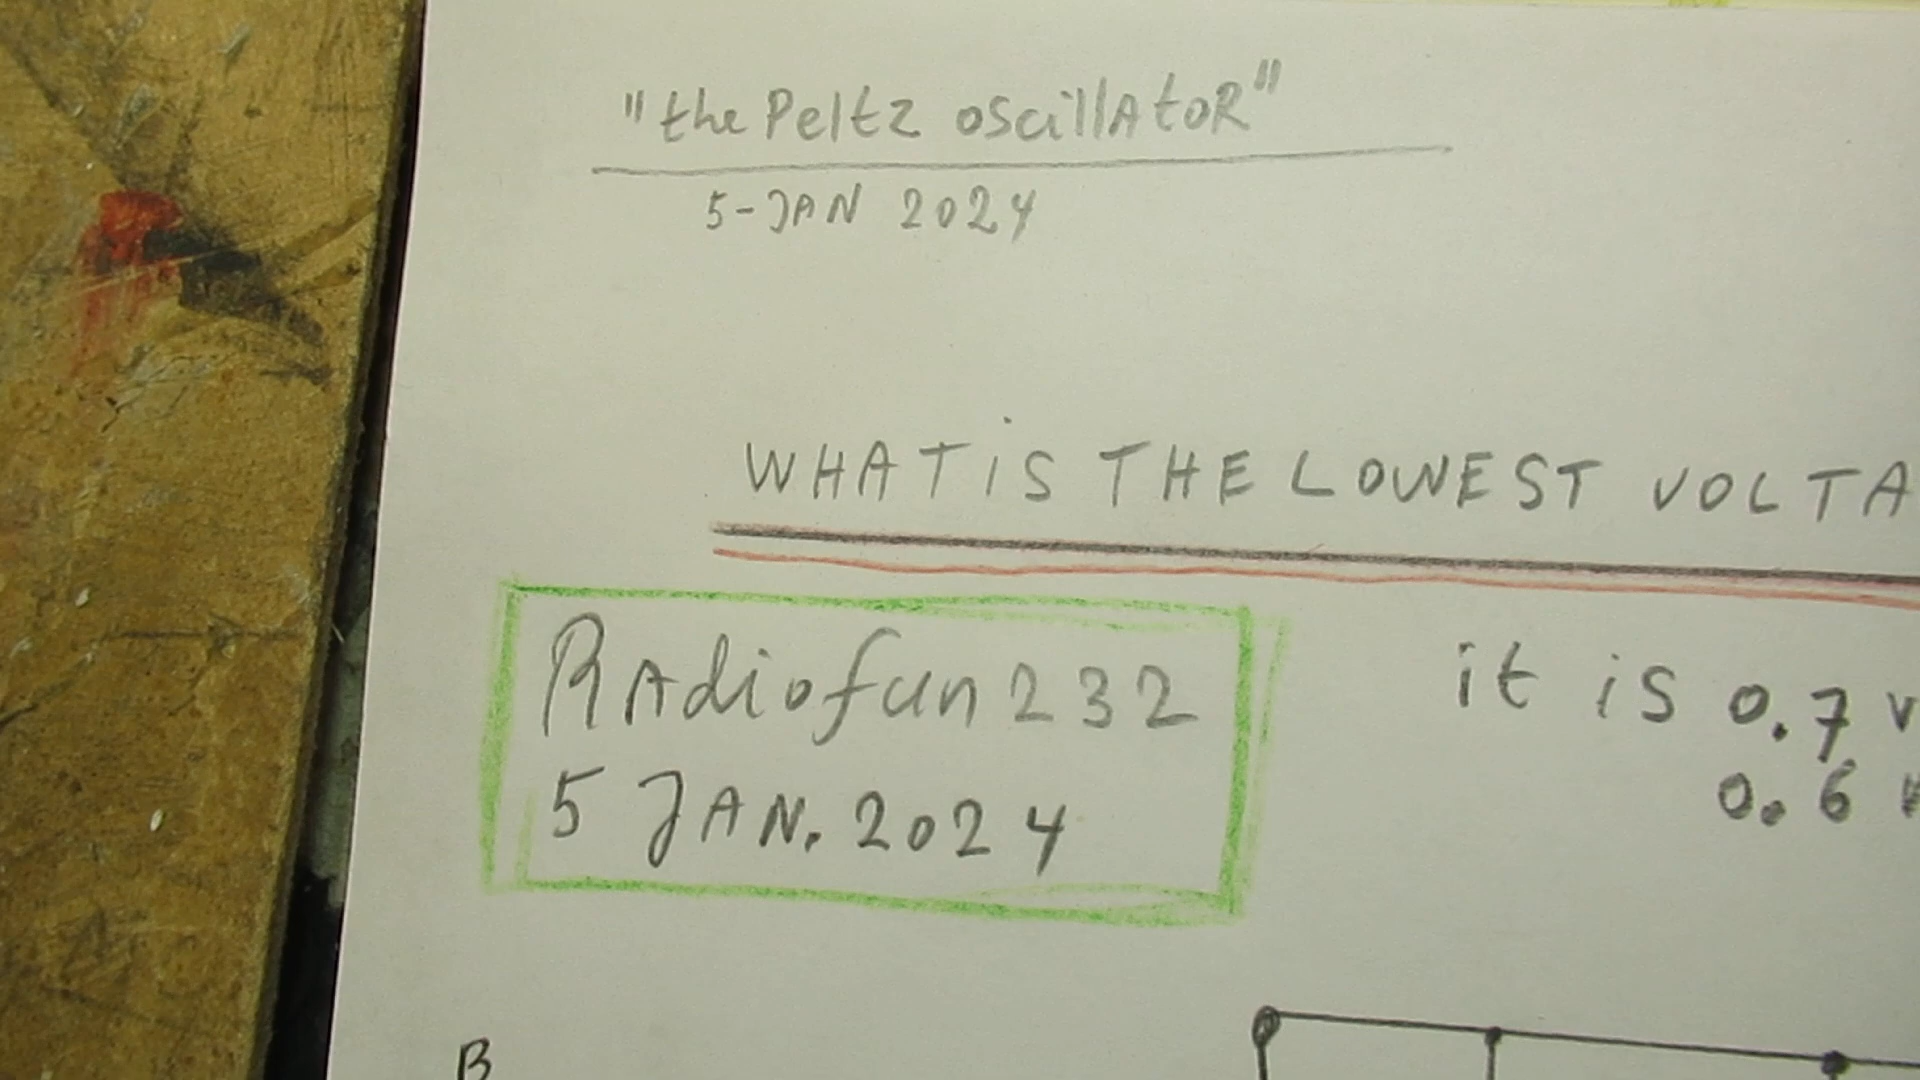 "the Peltz oscillAtoR"
5-JAN 2024
WHAT iS THE LOWEST VOLTA
it is 0.7 V
0.6
RAdiofun232
5 JAN. 2024
B